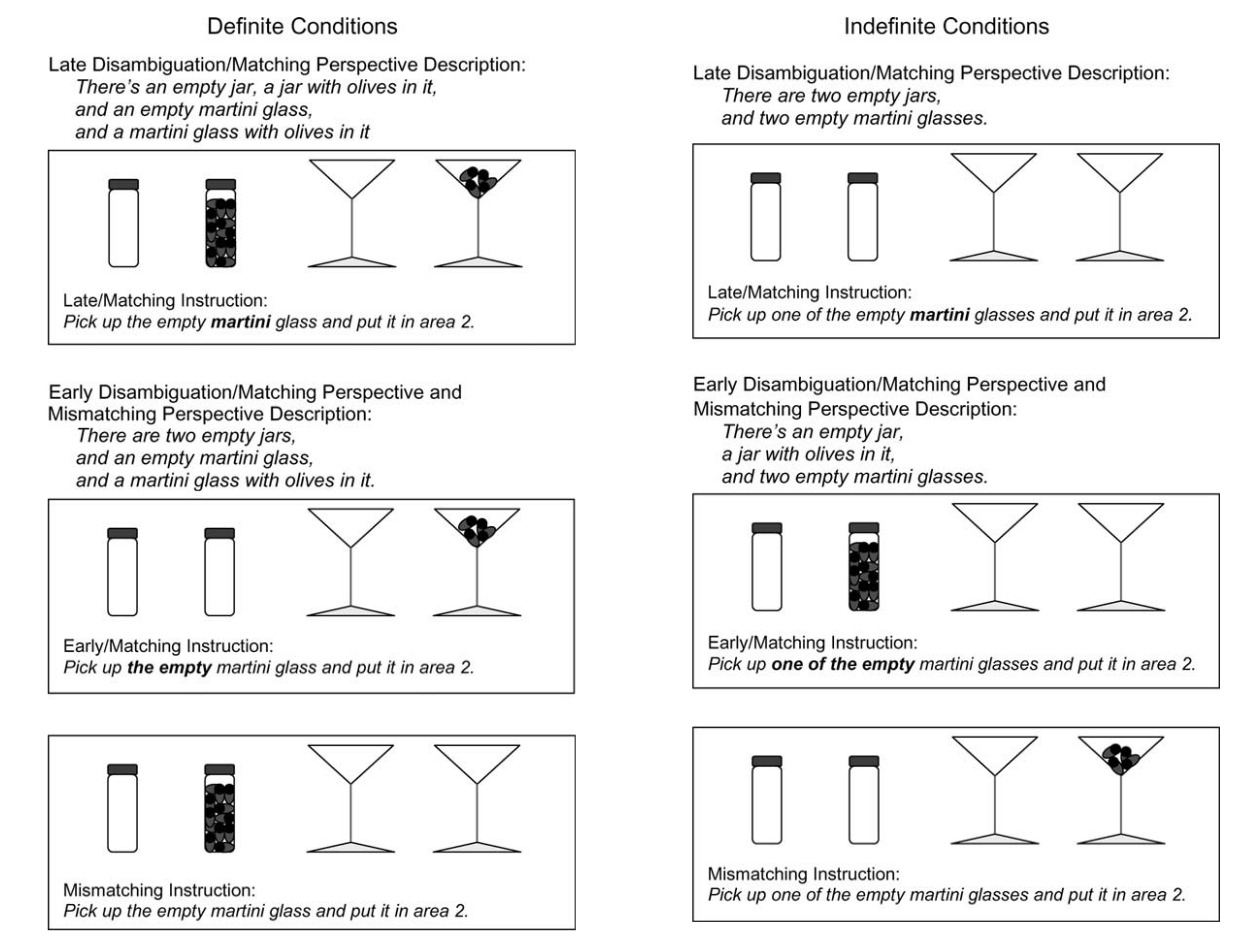 Definite Conditions
Late Disambiguation/Matching Perspective Description:
There's an empty jar, a jar with olives in it,
and an empty martini glass,
and a martini glass with olives in it
Late/Matching Instruction:
Pick up the empty martini glass and put it in area 2.
Early Disambiguation/Matching Perspective and
Mismatching Perspective Description:
There are two empty jars,
and an empty martini glass,
and a martini glass with olives in it.
Early/Matching Instruction:
Pick up the empty martini glass and put it in area 2.
Mismatching Instruction:
Pick up the empty martini glass and put it in area 2.
Indefinite Conditions
Late Disambiguation/Matching Perspective Description:
There are two empty jars,
and two empty martini glasses.
Late/Matching Instruction:
Pick up one of the empty martini glasses and put it in area 2.
Early Disambiguation/Matching Perspective and
Mismatching Perspective Description:
There's an empty jar,
a jar with olives in it,
and two empty martini glasses.
Early/Matching Instruction:
Pick up one of the empty martini glasses and put it in area 2.
Mismatching Instruction:
Pick up one of the empty martini glasses and put it in area 2.